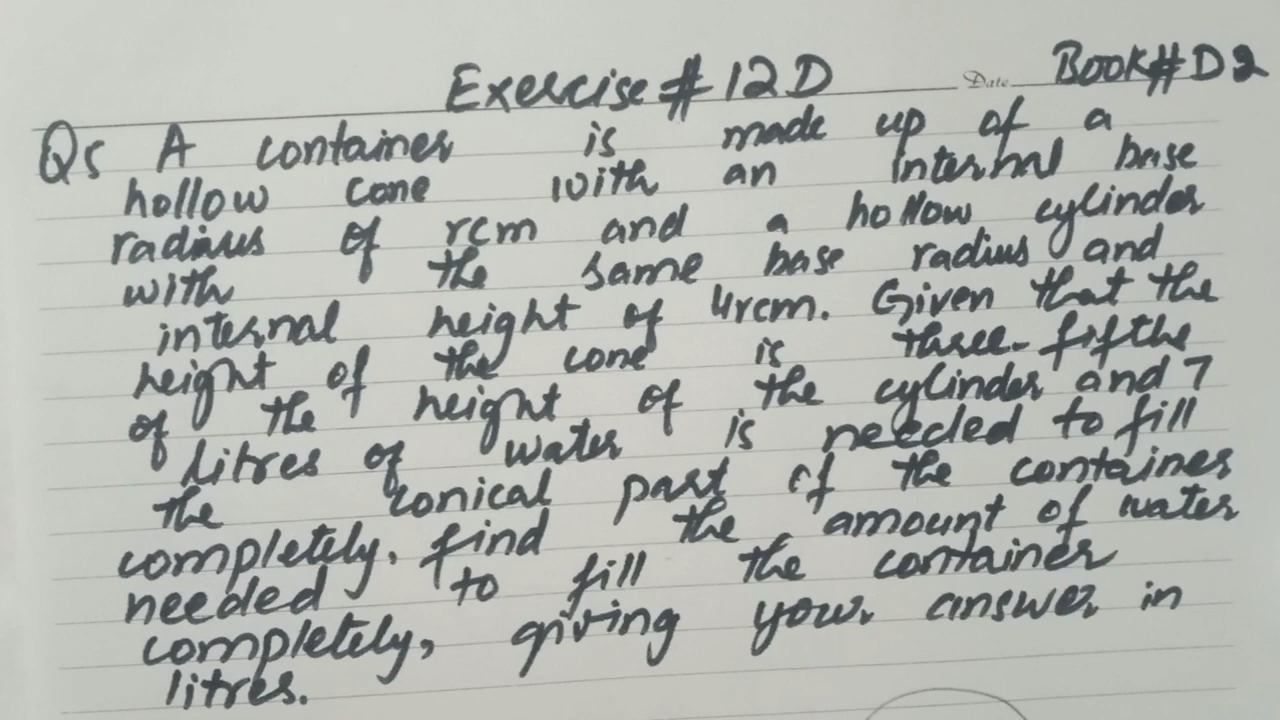 Exercise # 12D Date Book # D2
Q5 A container is made up of a
hollow cone with an internal base
radius of rcm and a hollow cylinder
with the same base radius and
internal height of 4rcm. Given that the
height of the cone is three-fifths
of the height of the cylinder and 7
litres of water is needed to fill
the conical part of the container
completely, find the amount of water
needed to fill the container
completely, giving your answer in
litres.